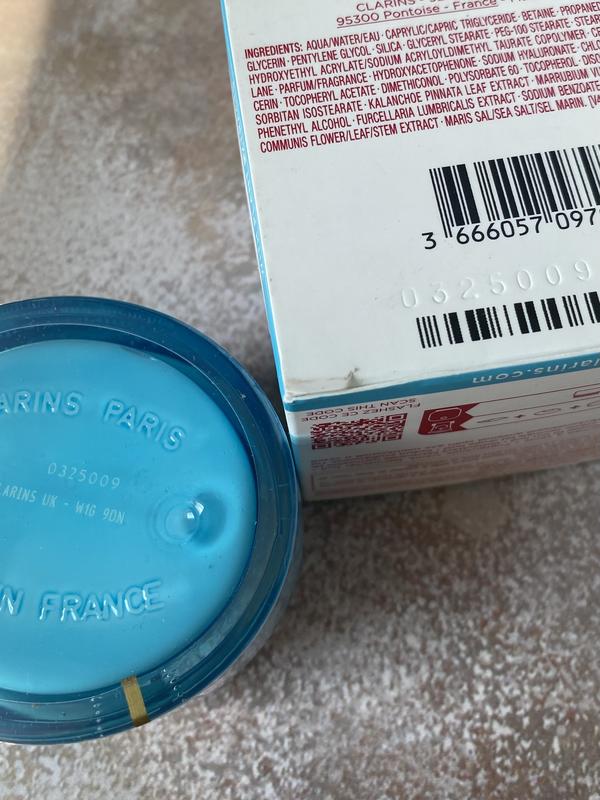 CLARINS
95300 Pontoise - France
INGREDIENTS: AQUA/WATER/EAU · CAPRYLIC/CAPRIC TRIGLYCERIDE · BETAINE ·
GLYCERIN · PENTYLENE GLYCOL · SILICA · GLYCERYL STEARATE · PEG-100 STEARATE ·
HYDROXYETHYL ACRYLATE/SODIUM ACRYLOYLDIMETHYL TAURATE COPOLYMER ·
LANE · PARFUM/FRAGRANCE · HYDROXYACETOPHENONE · SODIUM HYALURONATE ·
CERIN · TOCOPHERYL ACETATE · DIMETHICONOL · POLYSORBATE 60 · TOCOPHEROL ·
SORBITAN ISOSTEARATE · KALANCHOE PINNATA LEAF EXTRACT · MARRUBIUM
PHENETHYL ALCOHOL · FURCELLARIA LUMBRICALIS EXTRACT · SODIUM BENZOATE
COMMUNIS FLOWER/LEAF/STEM EXTRACT · MARIS SAL/SEA SALT/SEL MARIN.
3 666057 097
0325009
larins.com
FLASHEZ CE CODE
SCAN THIS CODE
ARINS PARIS
0325009
LARINS UK - W1G 9DN
N FRANCE